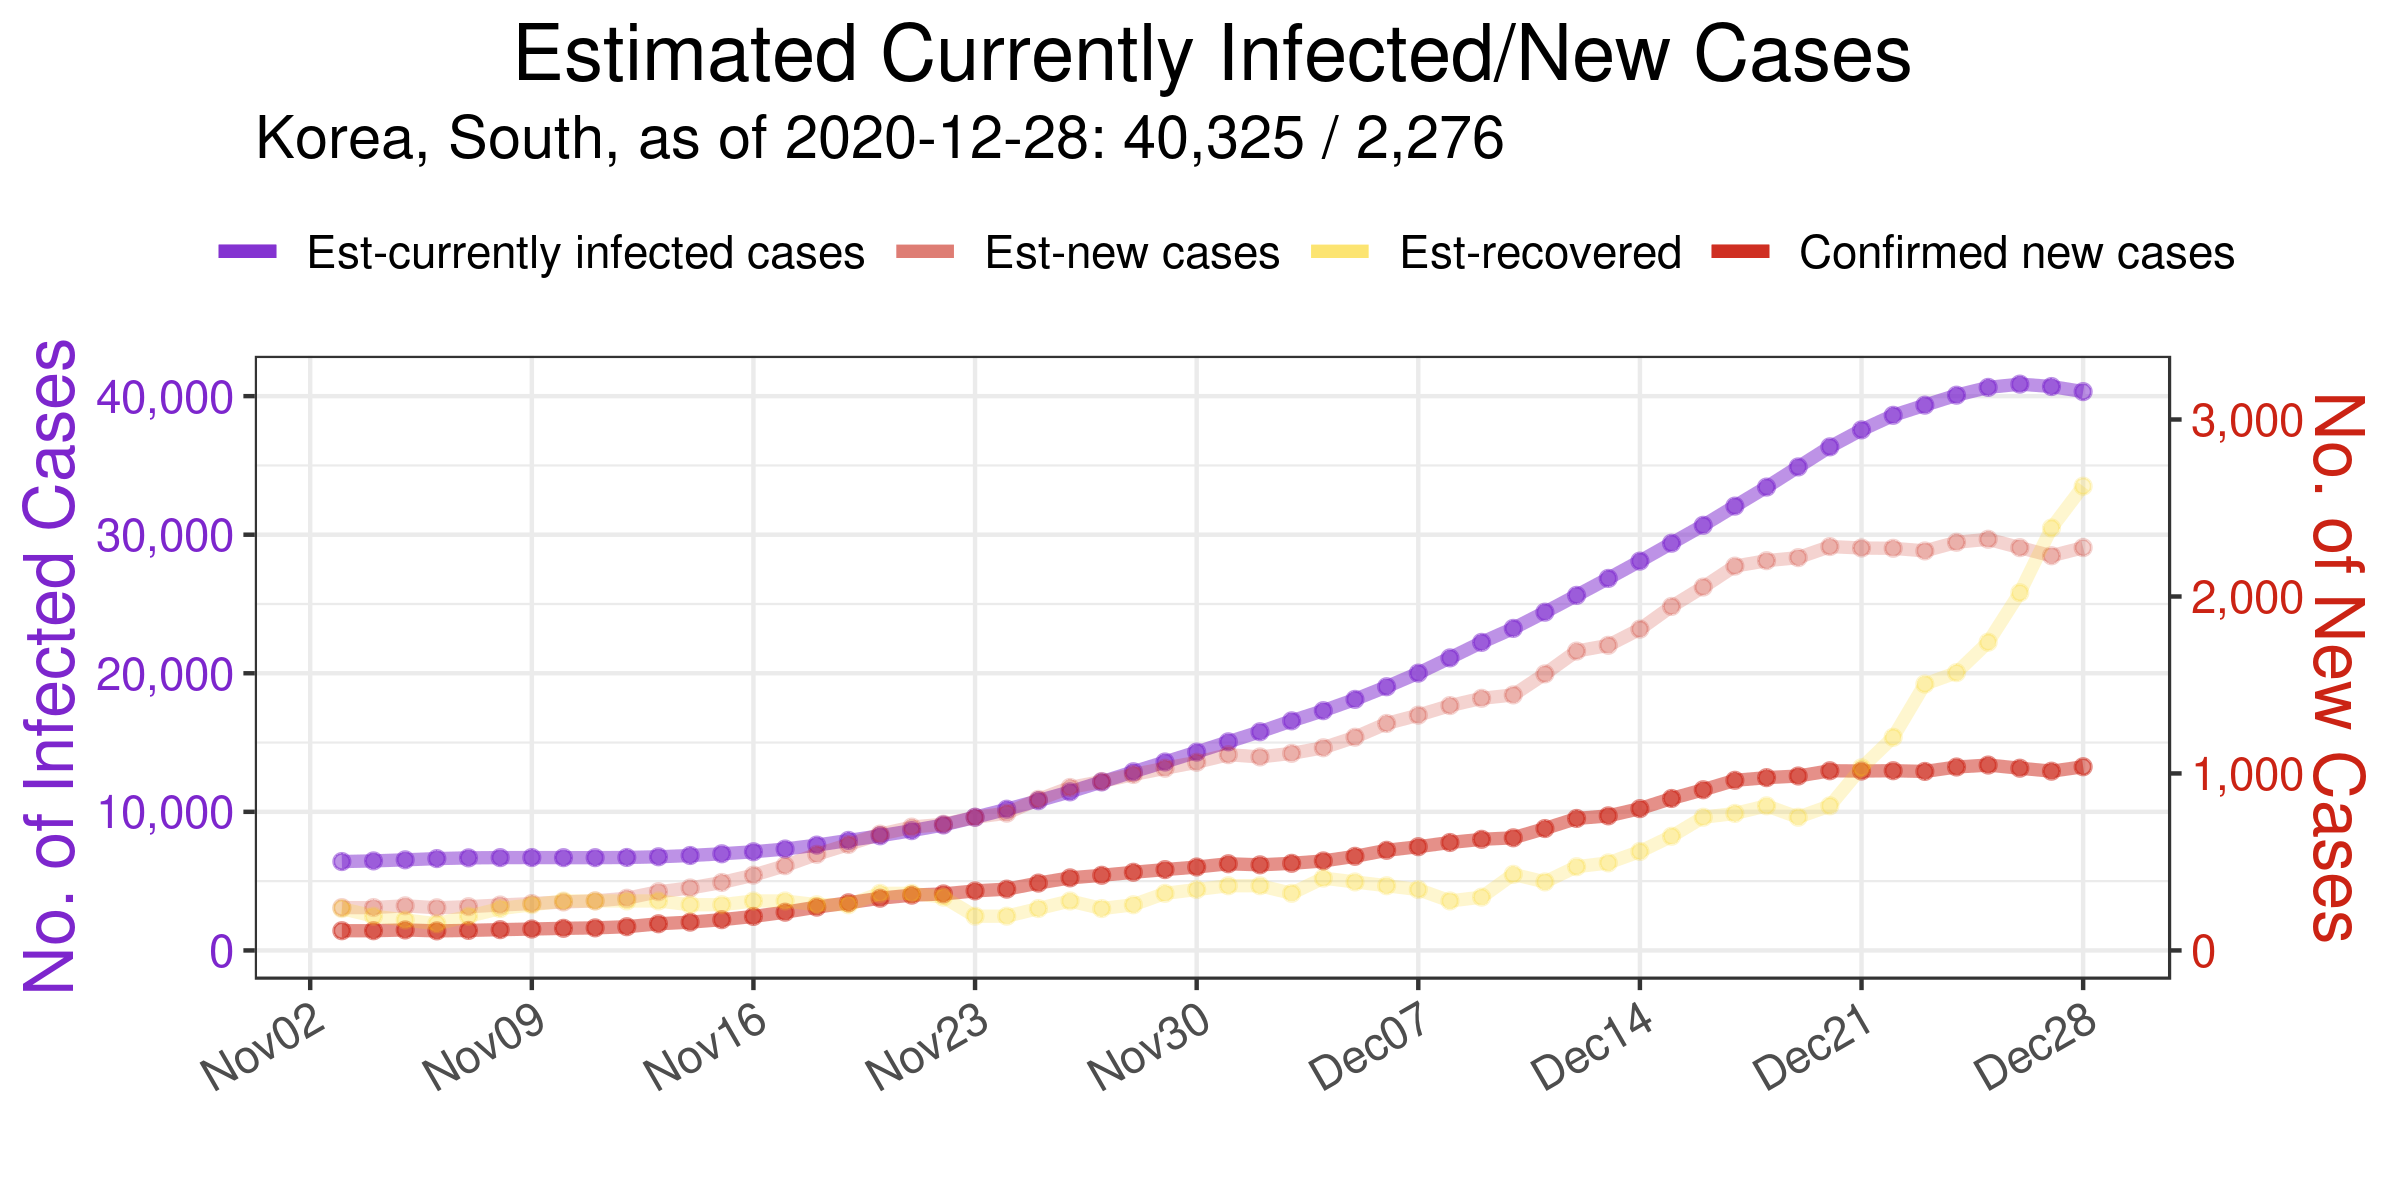 Estimated Currently Infected/New Cases
Korea, South, as of 2020-12-28: 40,325 / 2,276
Est-currently infected cases Est-new cases Est-recovered Confirmed new cases
No. of Infected Cases
40,000
30,000
20,000
10,000
0
3,000
2,000
1,000
0
No. of New Cases
Nov02 Nov09 Nov16 Nov23 Nov30 Dec07 Dec14 Dec21 Dec28